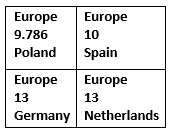 Europe
9.786
Poland
Europe
10
Spain
Europe
13
Germany
Europe
13
Netherlands